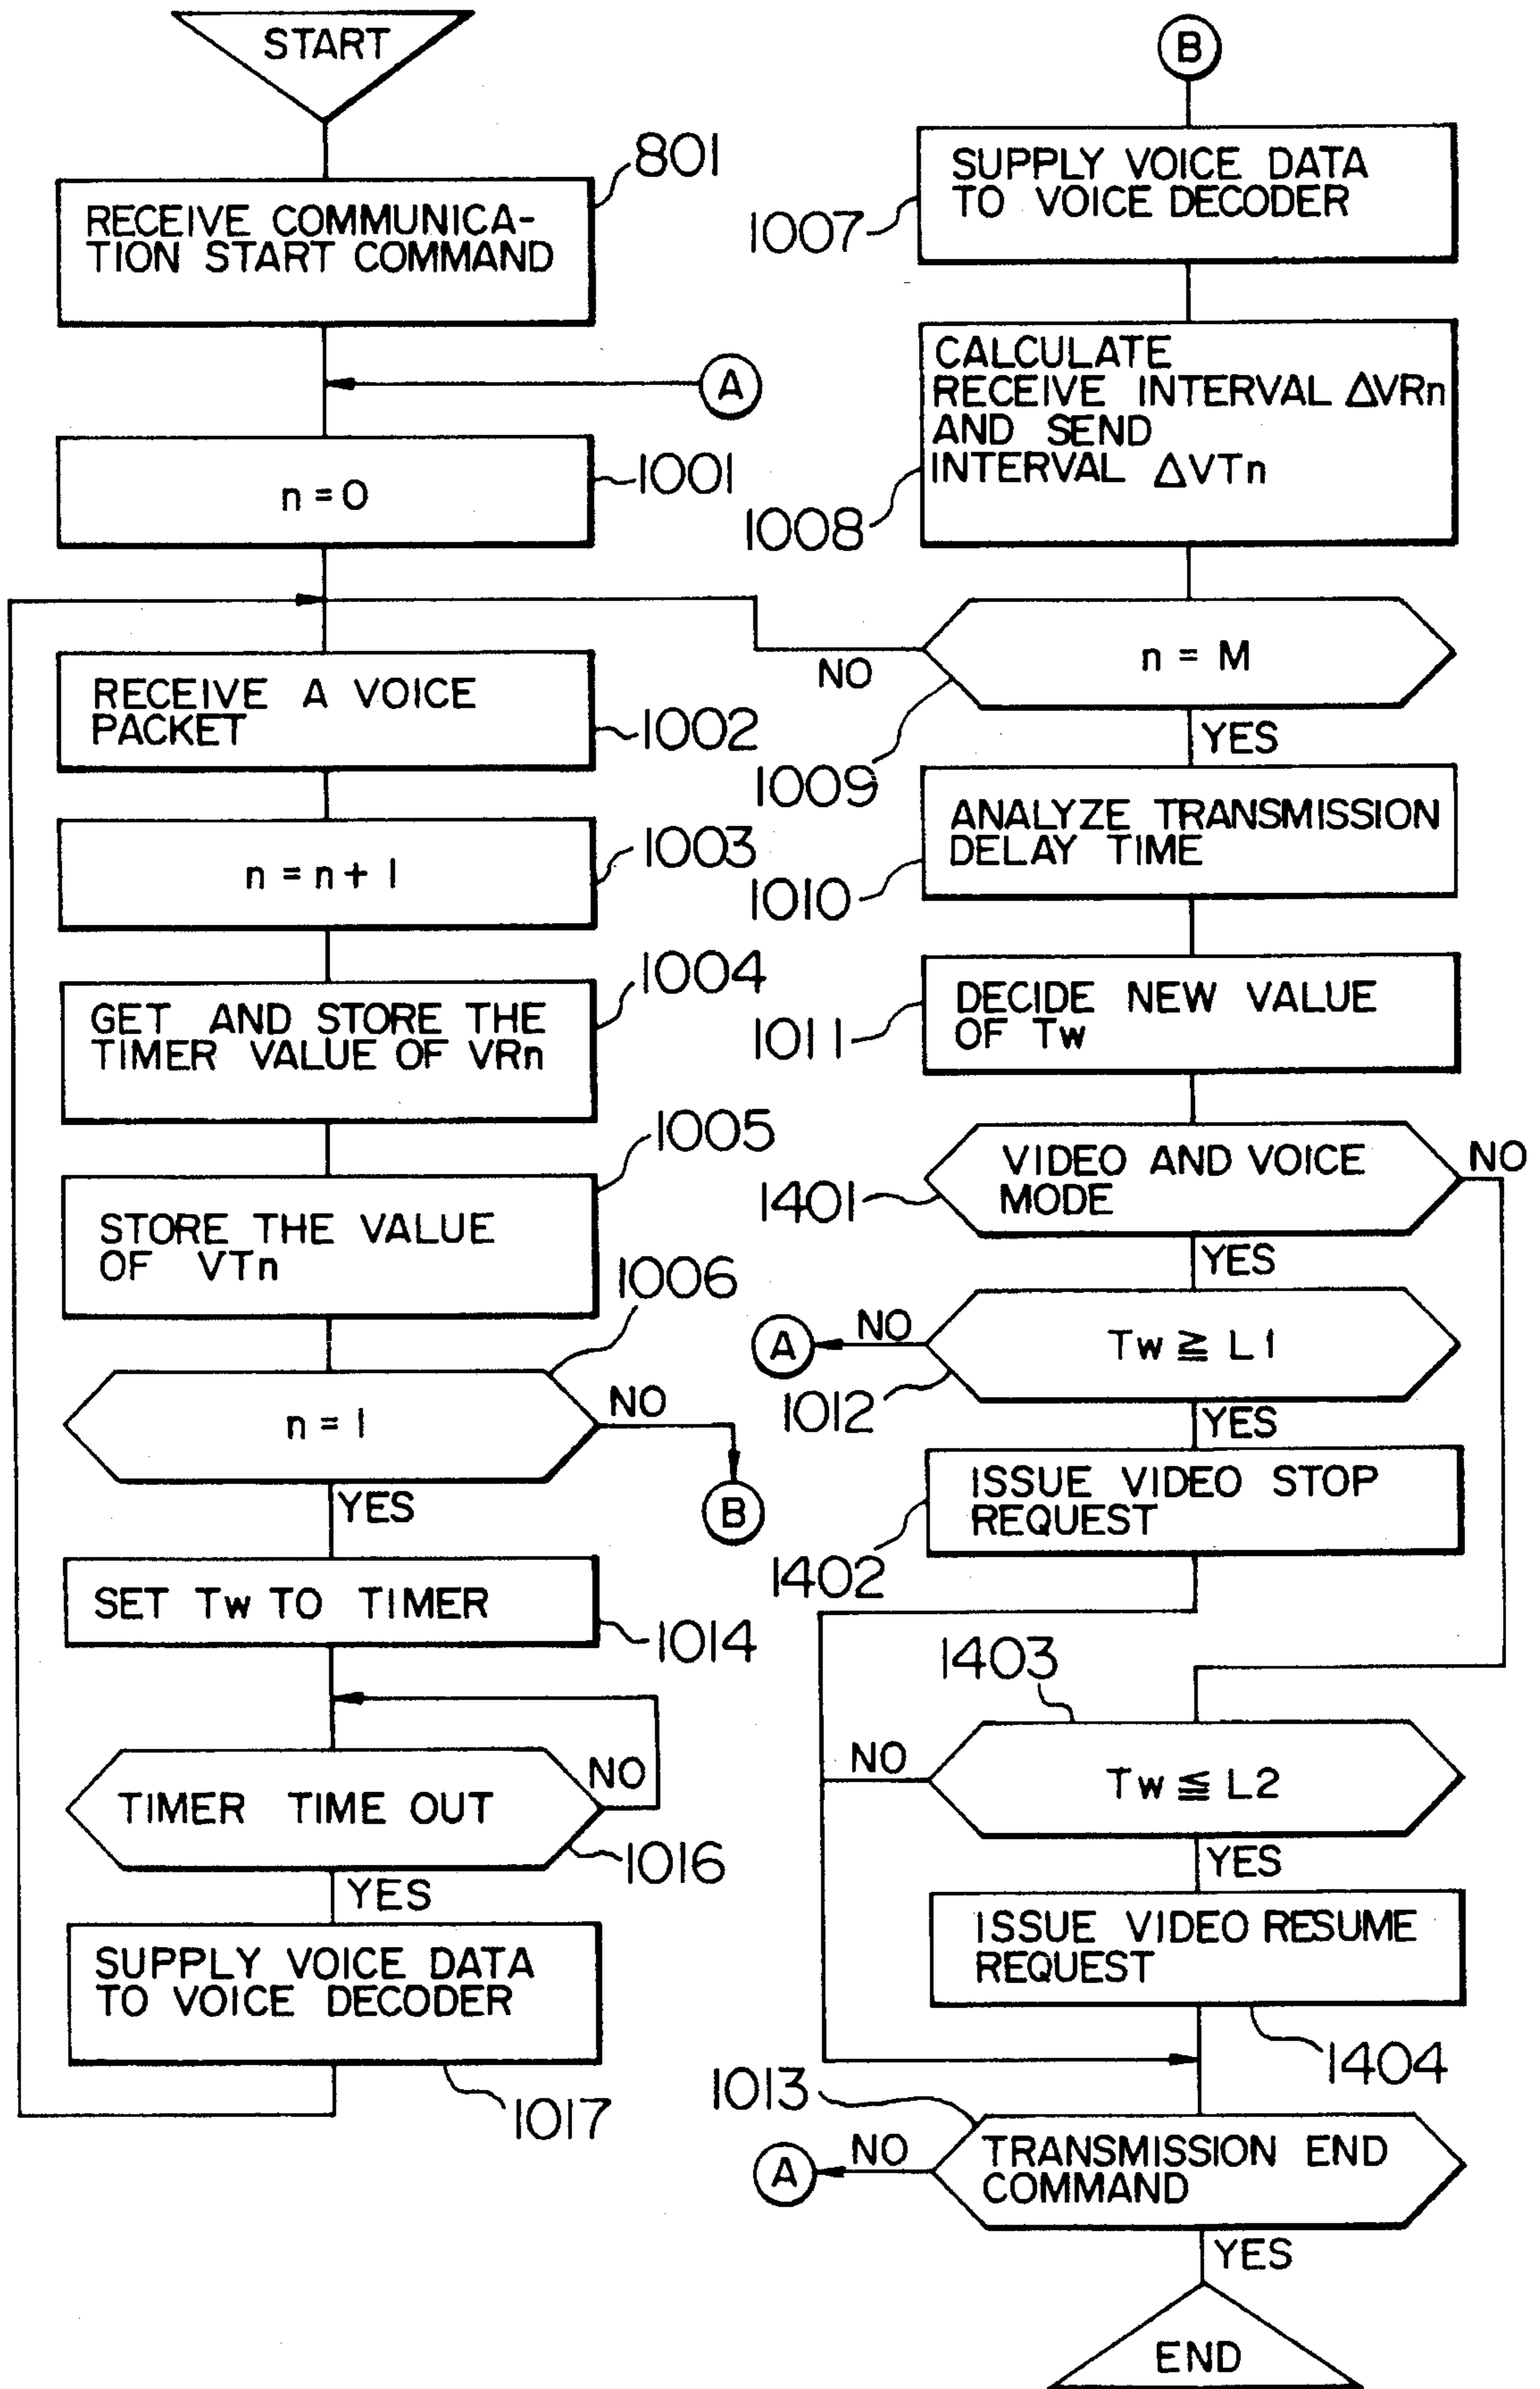 START
801
RECEIVE COMMUNICA-
TION START COMMAND
A
n = 0
1001
RECEIVE A VOICE
PACKET
1002
n = n + 1
1003
GET AND STORE THE
TIMER VALUE OF VRn
1004
STORE THE VALUE
OF VTn
1005
1006
n = 1
NO
B
YES
SET Tw TO TIMER
1014
TIMER TIME OUT
NO
1016
YES
SUPPLY VOICE DATA
TO VOICE DECODER
1017
B
SUPPLY VOICE DATA
TO VOICE DECODER
1007
CALCULATE
RECEIVE INTERVAL ΔVRn
AND SEND
INTERVAL ΔVTn
1008
n = M
NO
1009
YES
ANALYZE TRANSMISSION
DELAY TIME
1010
DECIDE NEW VALUE
OF Tw
1011
VIDEO AND VOICE
MODE
NO
1401
YES
A
NO
Tw ≧ L1
1012
YES
ISSUE VIDEO STOP
REQUEST
1402
1403
NO
Tw ≦ L2
YES
ISSUE VIDEO RESUME
REQUEST
1404
1013
A
NO
TRANSMISSION END
COMMAND
YES
END